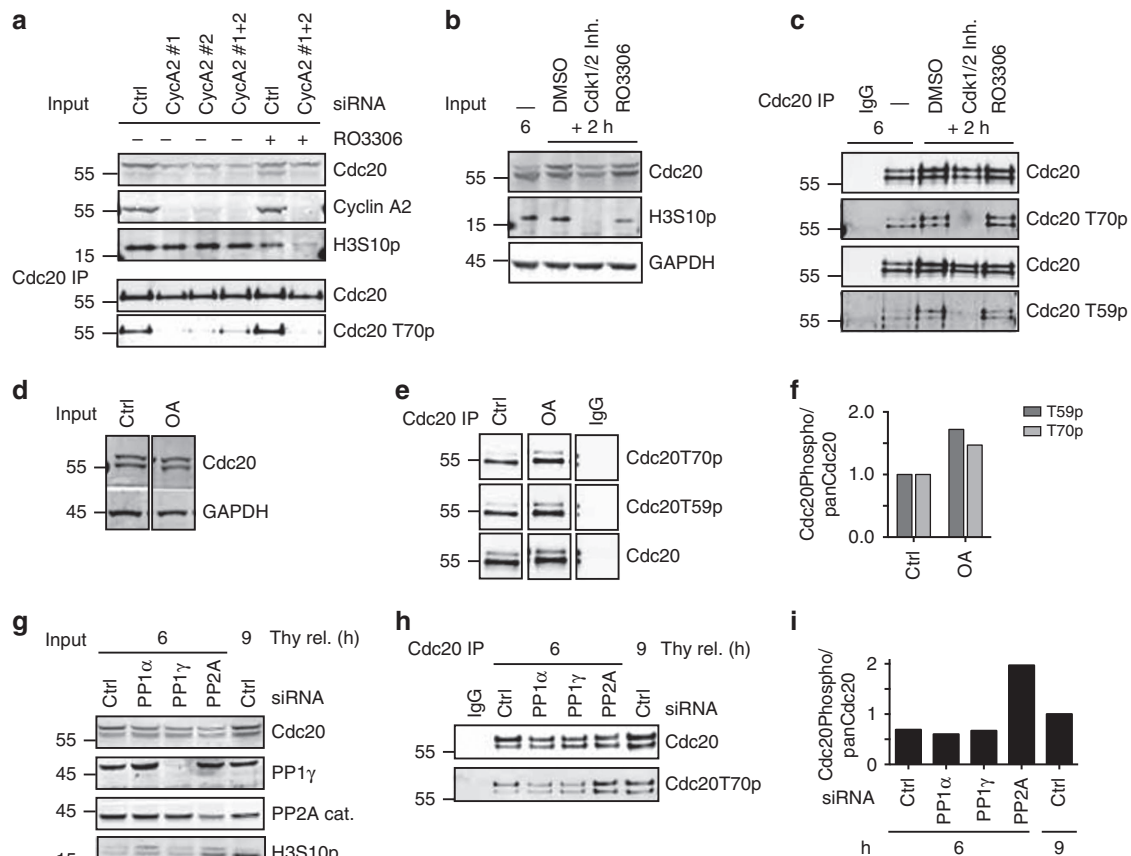 a
CycA2 #1
CycA2 #2
CycA2 #1+2
CycA2 #1+2
Input
Ctrl
Ctrl
siRNA
– – – – + + RO3306
55 Cdc20
55 Cyclin A2
15 H3S10p
Cdc20 IP
55 Cdc20
55 Cdc20 T70p
b
Input
—
DMSO
Cdk1/2 Inh.
RO3306
6 + 2 h
55 Cdc20
15 H3S10p
45 GAPDH
c
Cdc20 IP
IgG
—
DMSO
Cdk1/2 Inh.
RO3306
6 + 2 h
55 Cdc20
55 Cdc20 T70p
55 Cdc20
55 Cdc20 T59p
d
Input
Ctrl
OA
55 Cdc20
45 GAPDH
e
Cdc20 IP
Ctrl
OA
IgG
55 Cdc20T70p
55 Cdc20T59p
55 Cdc20
f
Cdc20Phospho/
panCdc20
2.0
1.0
0.0
Ctrl
OA
T59p
T70p
g
Input 6 9 Thy rel. (h)
Ctrl
PP1α
PP1γ
PP2A
Ctrl
siRNA
55 Cdc20
45 PP1γ
45 PP2A cat.
15 H3S10p
h
Cdc20 IP 6 9 Thy rel. (h)
IgG
Ctrl
PP1α
PP1γ
PP2A
Ctrl
siRNA
55 Cdc20
55 Cdc20T70p
i
Cdc20Phospho/
panCdc20
2
1
0
siRNA
Ctrl
PP1α
PP1γ
PP2A
Ctrl
h 6 9